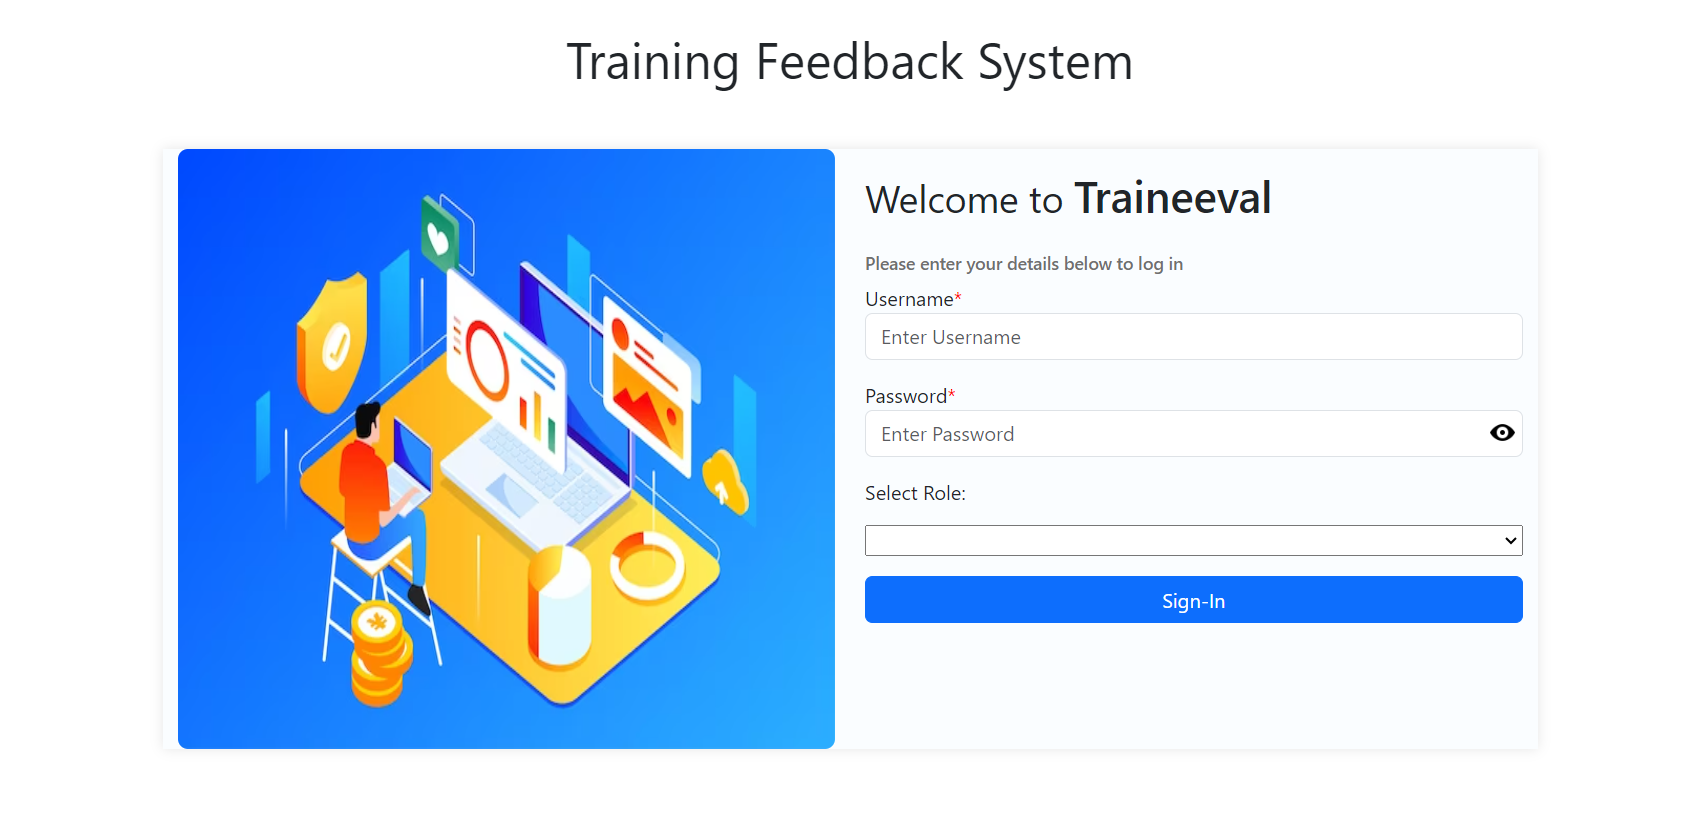 Training Feedback System
Welcome to Traineeval
Please enter your details below to log in
Username*
Enter Username
Password*
Enter Password
Select Role:
Sign-In